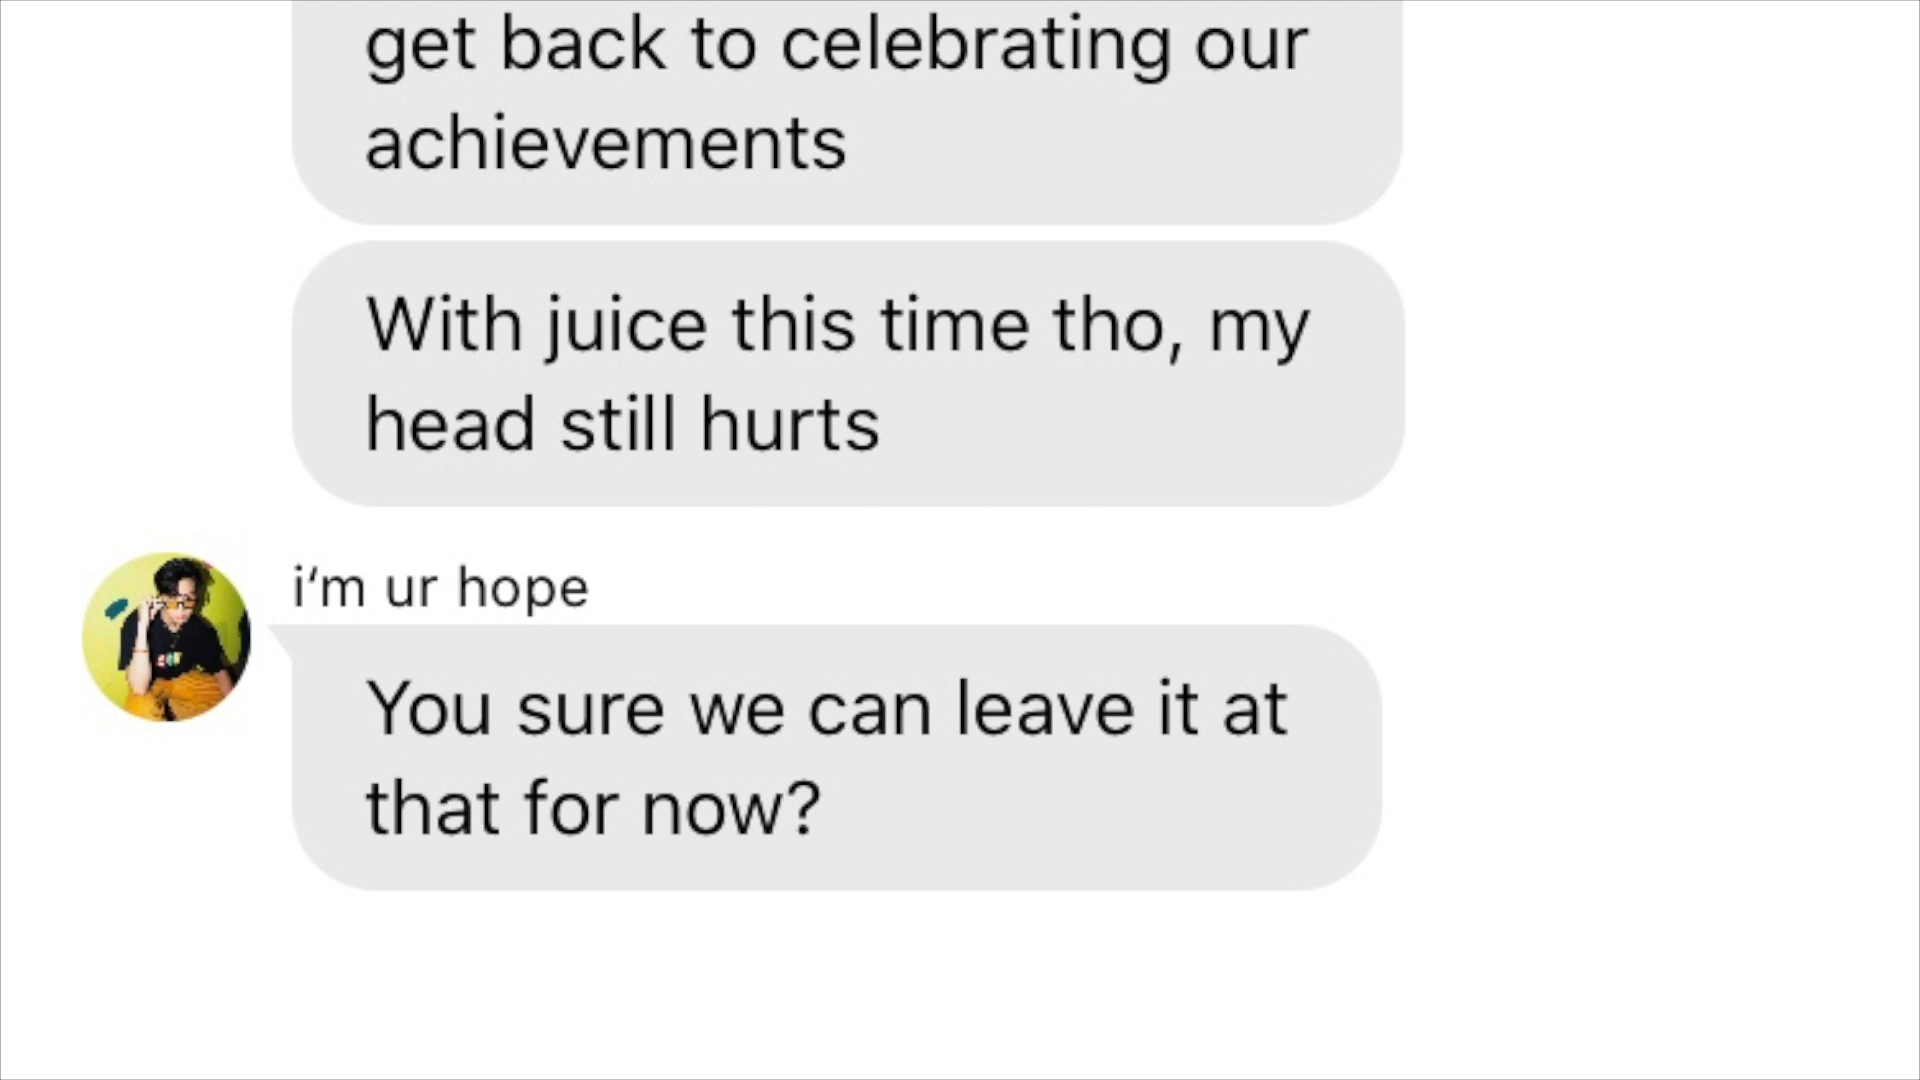 get back to celebrating our
achievements
With juice this time tho, my
head still hurts
i‘m ur hope
You sure we can leave it at
that for now?